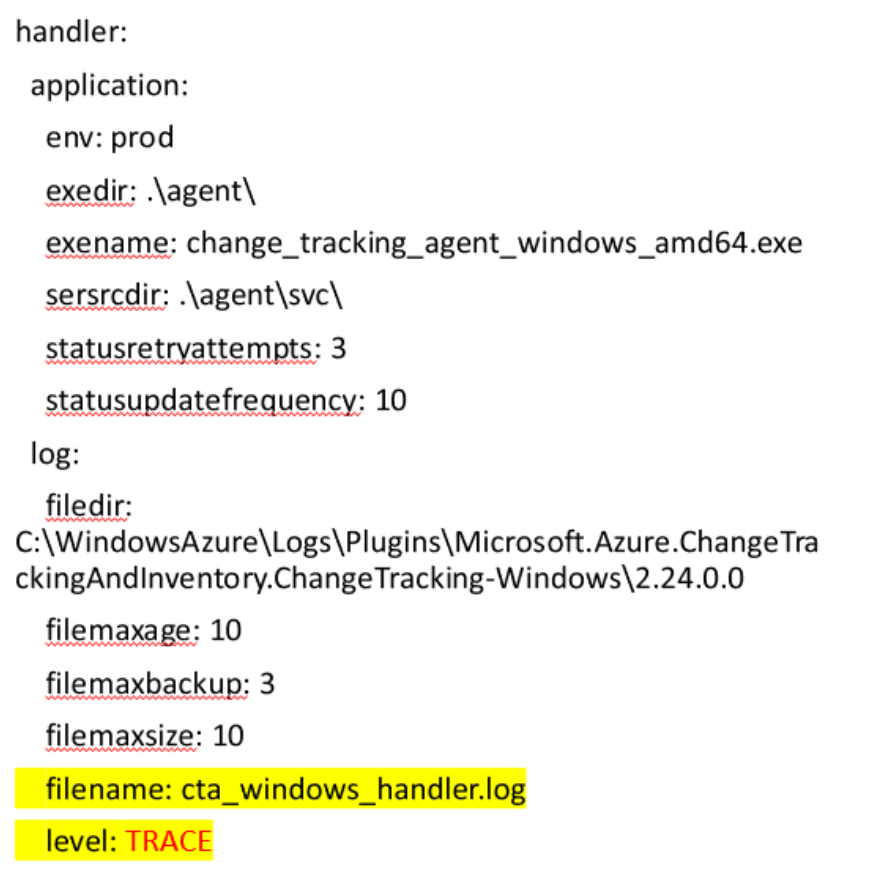 handler:
application:
env: prod
exedir: .\agent\
exename: change_tracking_agent_windows_amd64.exe
sersrcdir: .\agent\svc\
statusretryattempts: 3
statusupdatefrequency: 10
log:
filedir:
C:\WindowsAzure\Logs\Plugins\Microsoft.Azure.ChangeTra
ckingAndInventory.ChangeTracking-Windows\2.24.0.0
filemaxage: 10
filemaxbackup: 3
filemaxsize: 10
filename: cta_windows_handler.log
level: TRACE